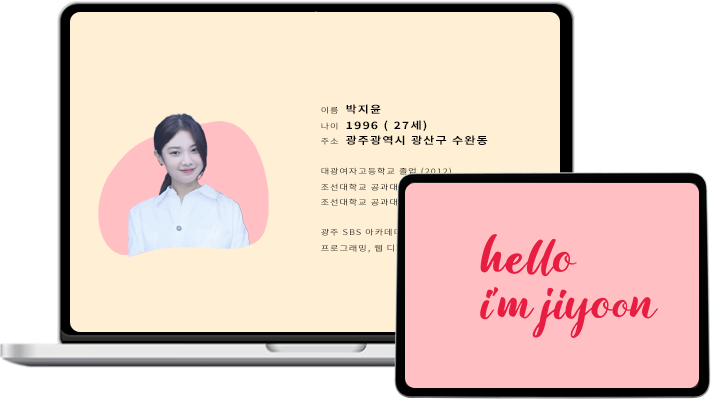 이름 박지윤
나이 1996 ( 27세)
주소 광주광역시 광산구 수완동
대광여자고등학교 졸업 (2012)
조선대학교 공과대
조선대학교 공과대
광주 SBS 아카데
프로그래밍, 웹 디
hello
i'm jiyoon